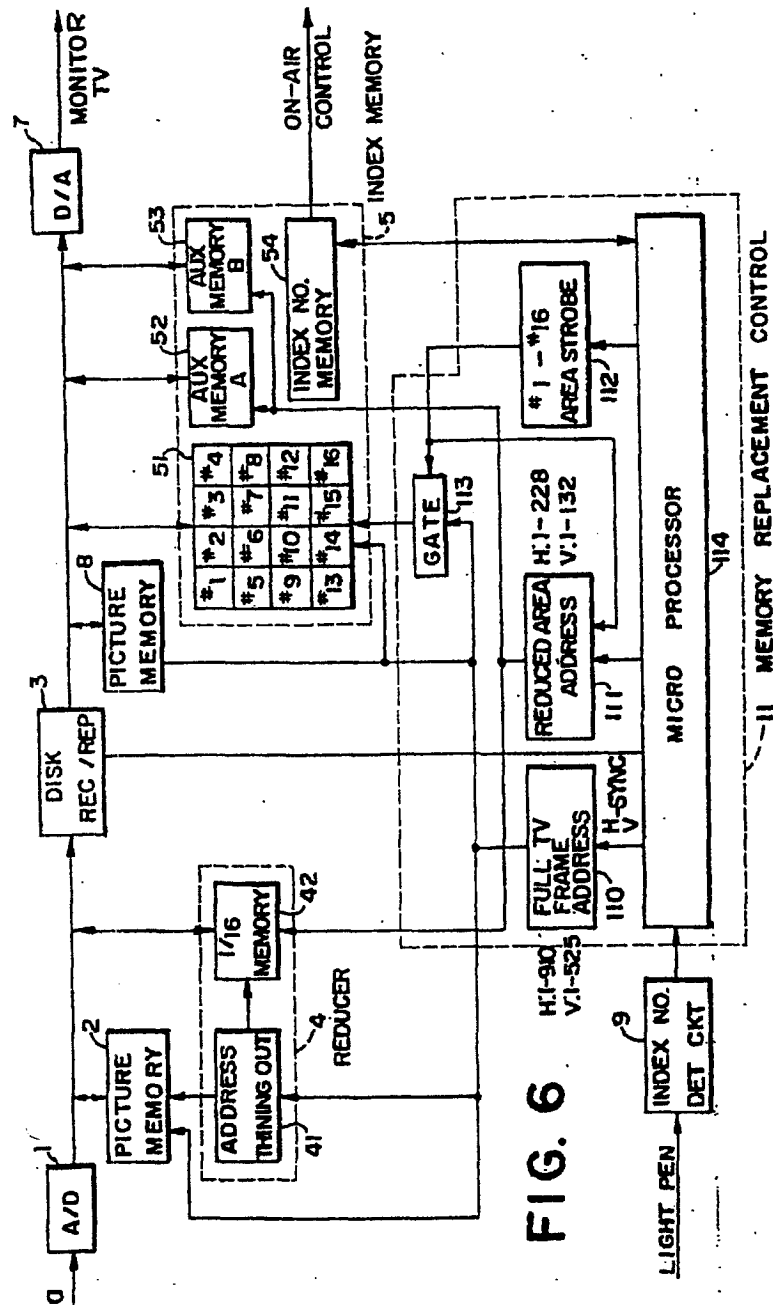 a
A/D
1
PICTURE
MEMORY
2
ADDRESS
THINING OUT
41
1/16
MEMORY
42
4
REDUCER
DISK
REC/REP
3
PICTURE
MEMORY
8
#1 #2 #3 #4
#5 #6 #7 #8
#9 #10 #11 #12
#13 #14 #15 #16
51
AUX
MEMORY
A
52
AUX
MEMORY
B
53
INDEX NO.
MEMORY
54
5
INDEX MEMORY
D/A
7
MONITOR
TV
ON-AIR
CONTROL
H:1-910
V:1-525
FULL TV
FRAME
ADDRESS
110
H.-SYNC
V
REDUCED AREA
ADDRESS
111
H:1-228
V:1-132
GATE
113
#1 - #16
AREA STROBE
112
MICRO PROCESSOR
114
11 MEMORY REPLACEMENT CONTROL
LIGHT PEN
INDEX NO.
DET CKT
9
FIG. 6